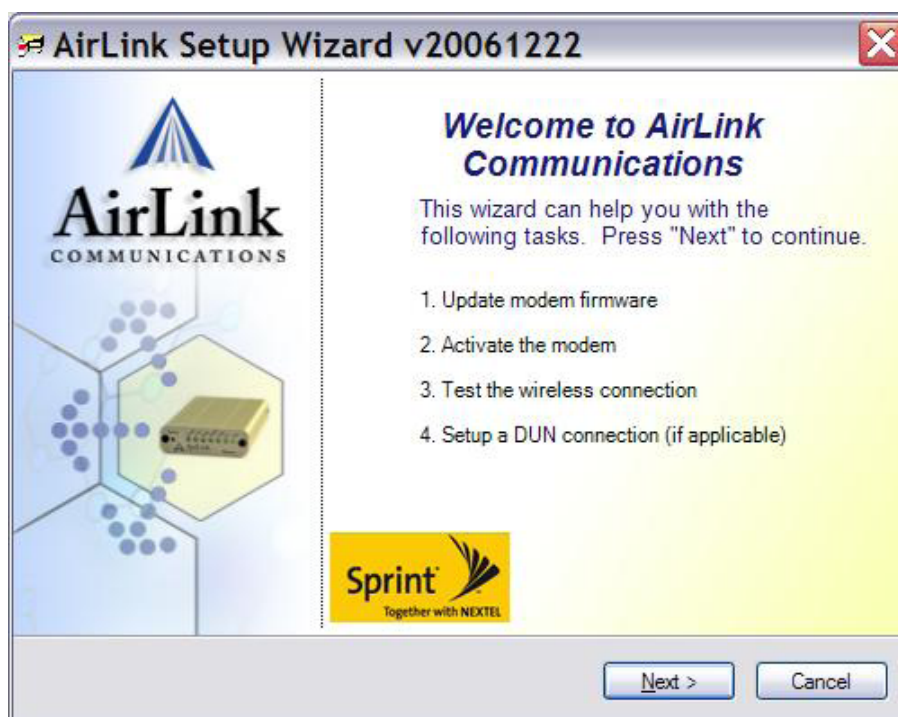 AirLink Setup Wizard v20061222
AirLink
COMMUNICATIONS
Welcome to AirLink
Communications
This wizard can help you with the
following tasks.  Press "Next" to continue.
1. Update modem firmware
2. Activate the modem
3. Test the wireless connection
4. Setup a DUN connection (if applicable)
Sprint
Together with NEXTEL
Next >
Cancel